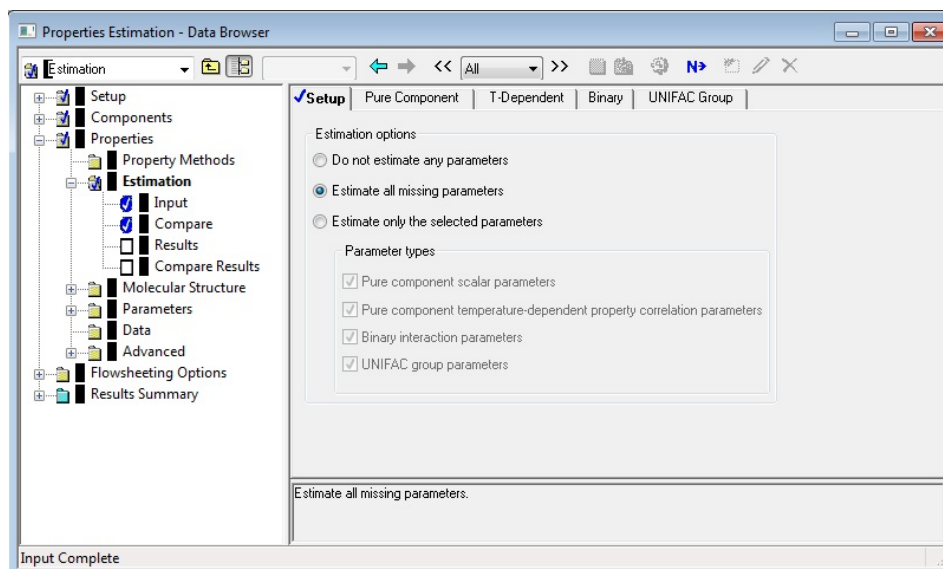 Properties Estimation - Data Browser
Estimation
<< All >>
N>
Setup
Components
Properties
Property Methods
Estimation
Input
Compare
Results
Compare Results
Molecular Structure
Parameters
Data
Advanced
Flowsheeting Options
Results Summary
Setup Pure Component T-Dependent Binary UNIFAC Group
Estimation options
Do not estimate any parameters
Estimate all missing parameters
Estimate only the selected parameters
Parameter types
Pure component scalar parameters
Pure component temperature-dependent property correlation parameters
Binary interaction parameters
UNIFAC group parameters
Estimate all missing parameters.
Input Complete